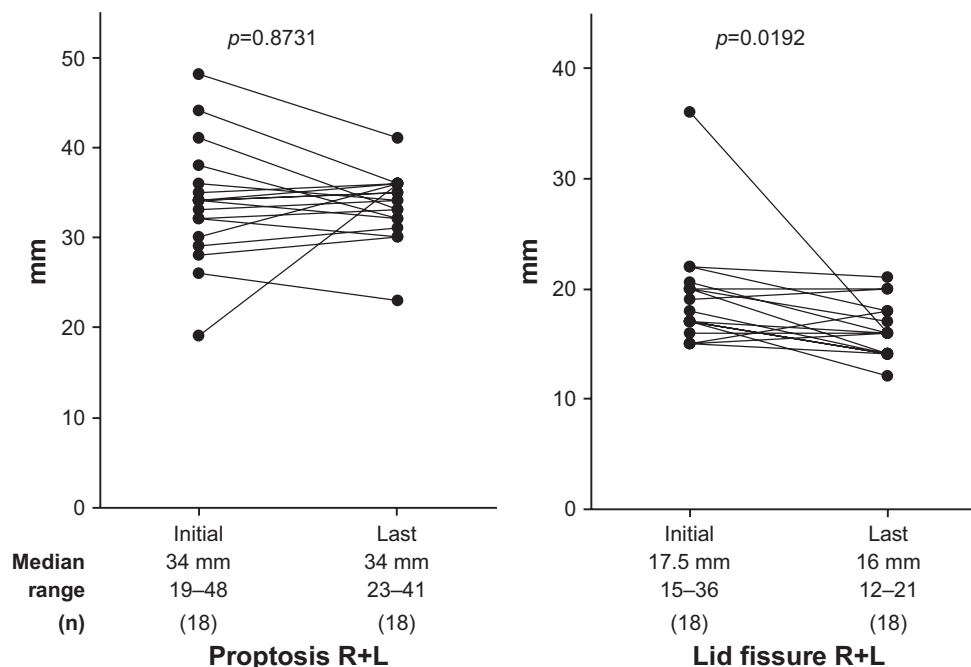 p=0.8731
50
40
30
20
10
0
mm
Initial Last
Median 34 mm 34 mm
range 19–48 23–41
(n) (18) (18)
Proptosis R+L
p=0.0192
40
30
20
10
0
mm
Initial Last
17.5 mm 16 mm
15–36 12–21
(18) (18)
Lid fissure R+L